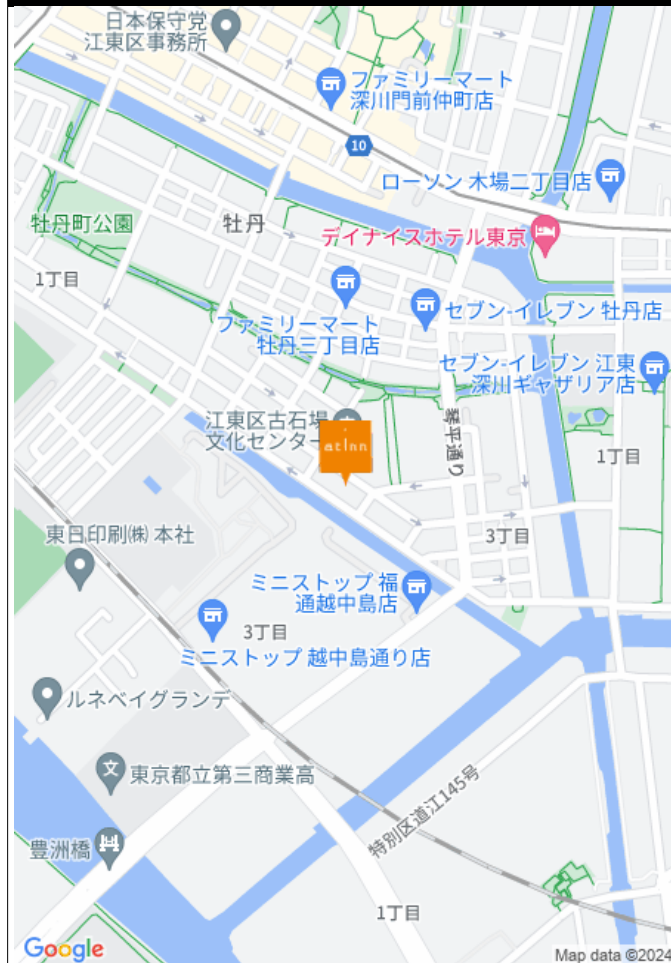 日本保守党
江東区事務所
ファミリーマート
深川門前仲町店
10
ローソン 木場二丁目店
牡丹町公園
牡丹
デイナイスホテル東京
1丁目
ファミリーマート
牡丹三丁目店
セブン-イレブン 牡丹店
セブン-イレブン 江東
深川ギャザリア店
江東区古石場
文化センター
atinn
琴平通り
1丁目
東日印刷㈱ 本社
3丁目
ミニストップ 福
通越中島店
3丁目
ミニストップ 越中島通り店
ルネベイグランデ
文
東京都立第三商業高
特別区道江145号
豊洲橋
1丁目
Google
Map data ©2024